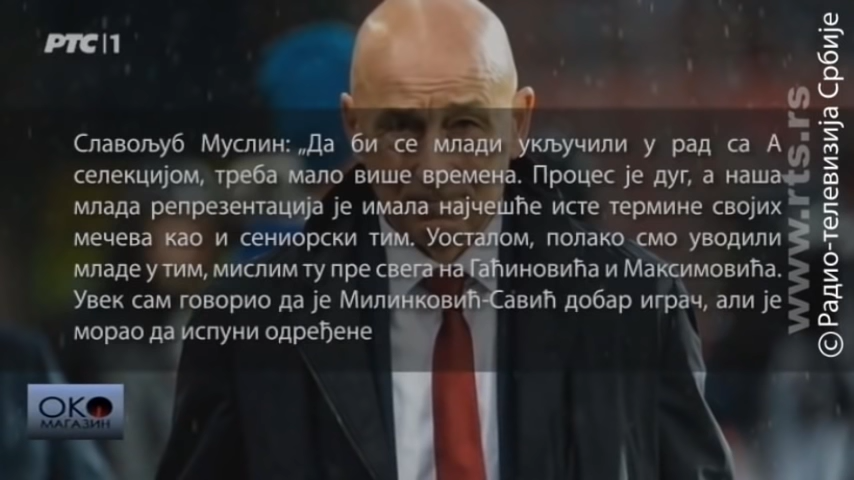 РТС|1
Славољуб Муслин: „Да би се млади укључили у рад са А
селекцијом, треба мало више времена. Процес је дуг, а наша
млада репрезентација је имала најчешће исте термине својих
мечева као и сениорски тим. Уосталом, полако смо уводили
младе у тим, мислим ту пре свега на Гаћиновића и Максимовића.
Увек сам говорио да је Милинковић-Савић добар играч, али је
морао да испуни одређене
ОКО
МАГАЗИН
www.rts.rs
© Радио-телевизија Србије